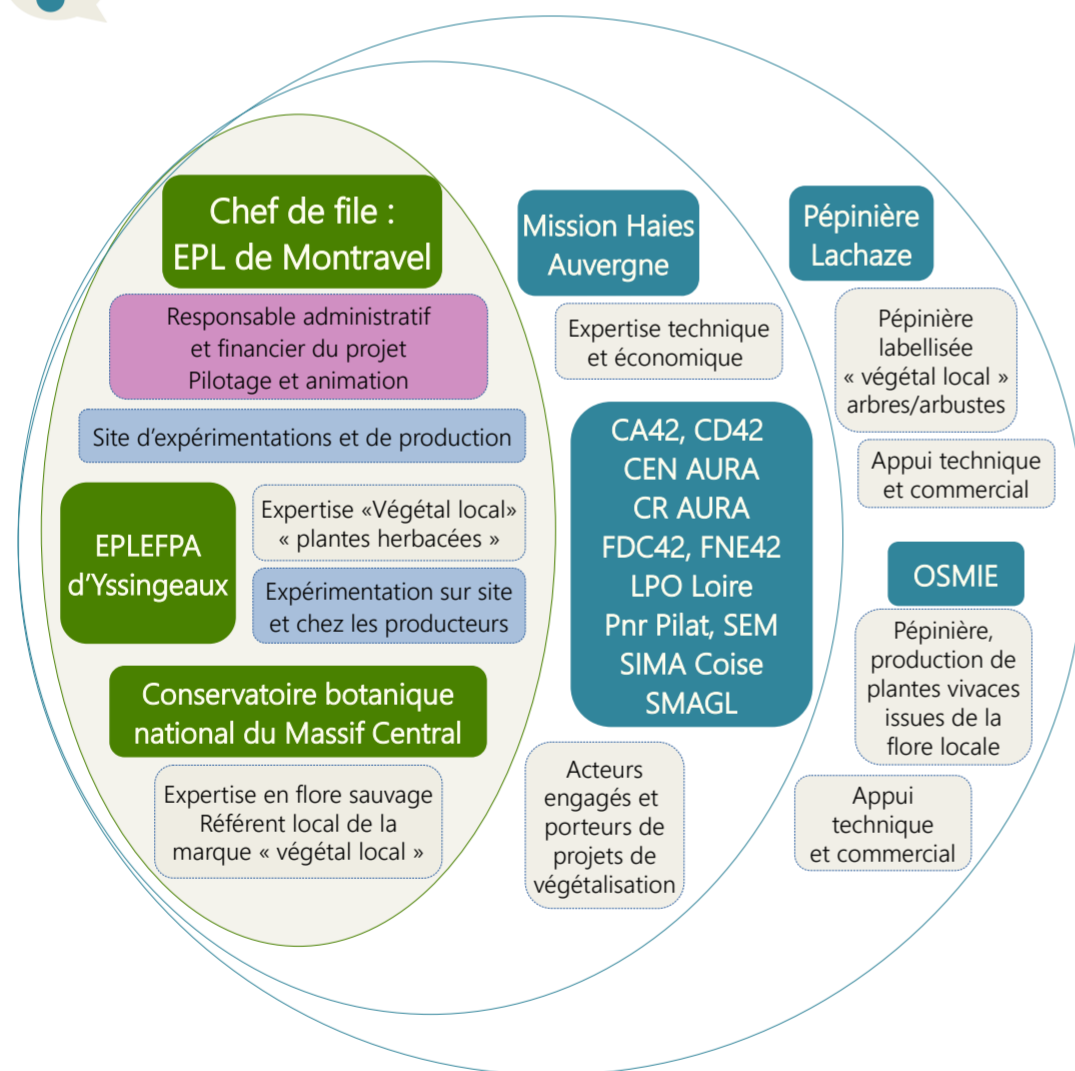 Chef de file :
EPL de Montravel
Responsable administratif
et financier du projet
Pilotage et animation
Site d'expérimentations et de production
EPLEFPA
d'Yssingeaux
Expertise «Végétal local»
« plantes herbacées »
Expérimentation sur site
et chez les producteurs
Conservatoire botanique
national du Massif Central
Expertise en flore sauvage
Référent local de la
marque « végétal local »
Mission Haies
Auvergne
Expertise technique
et économique
CA42, CD42
CEN AURA
CR AURA
FDC42, FNE42
LPO Loire
Pnr Pilat, SEM
SIMA Coise
SMAGL
Acteurs
engagés et
porteurs de
projets de
végétalisation
Pépinière
Lachaze
Pépinière
labellisée
« végétal local »
arbres/arbustes
Appui technique
et commercial
OSMIE
Pépinière,
production de
plantes vivaces
issues de la
flore locale
Appui
technique
et commercial